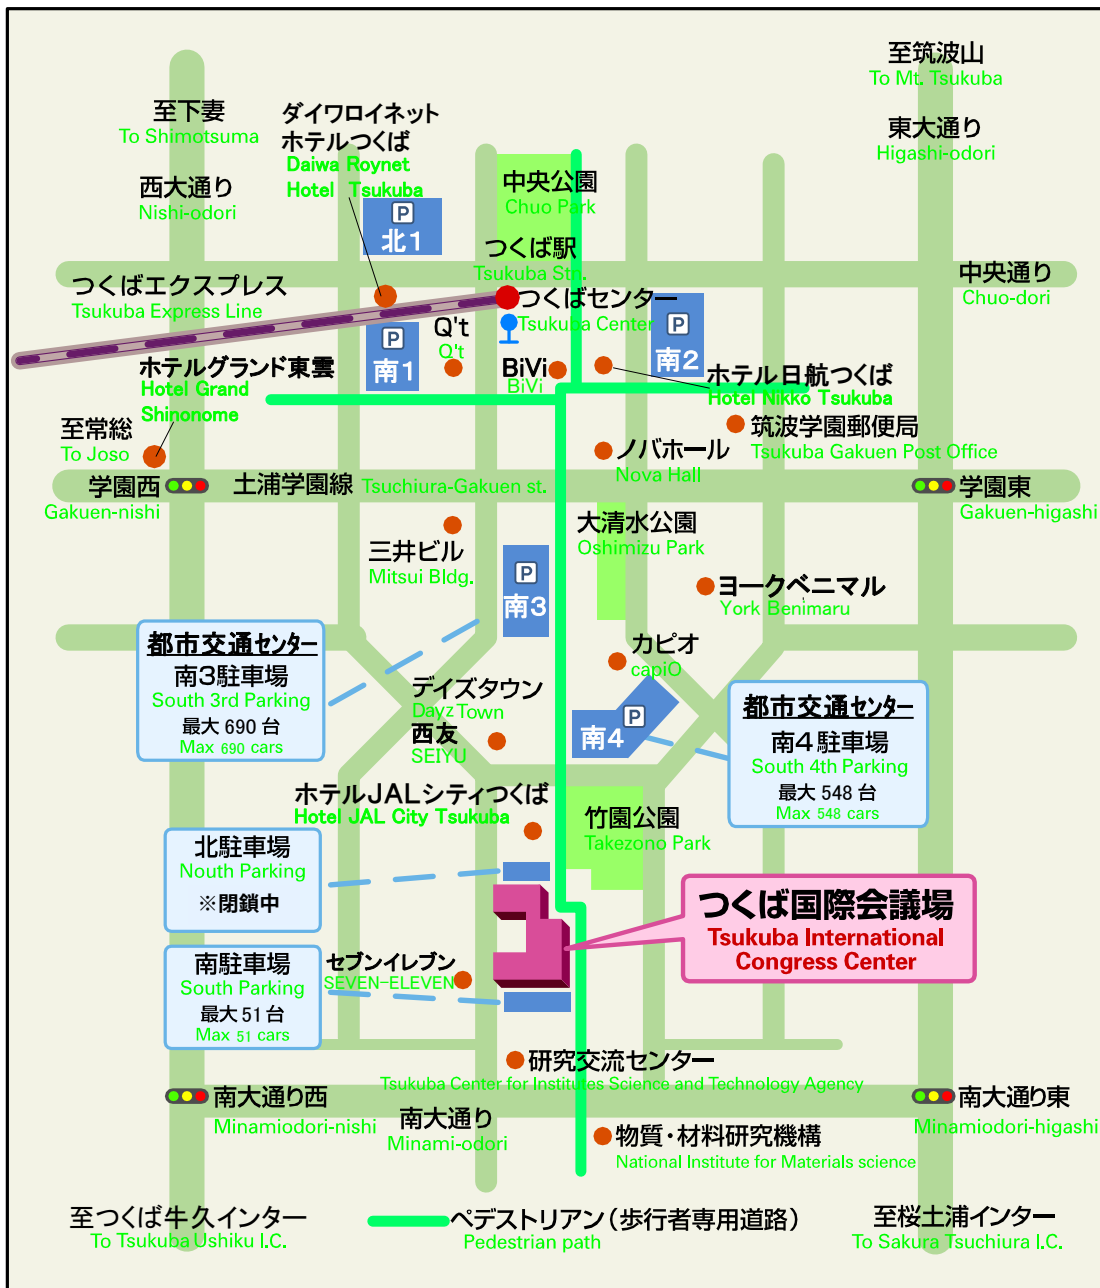 至筑波山
To Mt. Tsukuba
至下妻
To Shimotsuma
ダイワロイネット
ホテルつくば
Daiwa Roynet
Hotel Tsukuba
東大通り
Higashi-odori
西大通り
Nishi-odori
中央公園
Chuo Park
P
北1
つくば駅
Tsukuba Stn.
つくばエクスプレス
Tsukuba Express Line
中央通り
Chuo-dori
つくばセンター
Tsukuba Center
Q't
Q't
P
南1
P
南2
BiVi
BiVi
ホテルグランド東雲
Hotel Grand
Shinonome
ホテル日航つくば
Hotel Nikko Tsukuba
至常総
To Joso
筑波学園郵便局
Tsukuba Gakuen Post Office
ノバホール
Nova Hall
学園西
Gakuen-nishi
土浦学園線 Tsuchiura-Gakuen st.
学園東
Gakuen-higashi
大清水公園
Oshimizu Park
三井ビル
Mitsui Bldg.
P
南3
ヨークベニマル
York Benimaru
都市交通センター
南3駐車場
South 3rd Parking
最大 690 台
Max 690 cars
カピオ
capiO
デイズタウン
Dayz Town
西友
SEIYU
P
南4
都市交通センター
南4駐車場
South 4th Parking
最大 548 台
Max 548 cars
ホテルJALシティつくば
Hotel JAL City Tsukuba
竹園公園
Takezono Park
北駐車場
Nouth Parking
※閉鎖中
つくば国際会議場
Tsukuba International
Congress Center
南駐車場
South Parking
最大 51 台
Max 51 cars
セブンイレブン
SEVEN-ELEVEN
研究交流センター
Tsukuba Center for Institutes Science and Technology Agency
南大通り西
Minamiodori-nishi
南大通り
Minami-odori
南大通り東
Minamiodori-higashi
物質・材料研究機構
National Institute for Materials science
至つくば牛久インター
To Tsukuba Ushiku I.C.
ペデストリアン（歩行者専用道路）
Pedestrian path
至桜土浦インター
To Sakura Tsuchiura I.C.